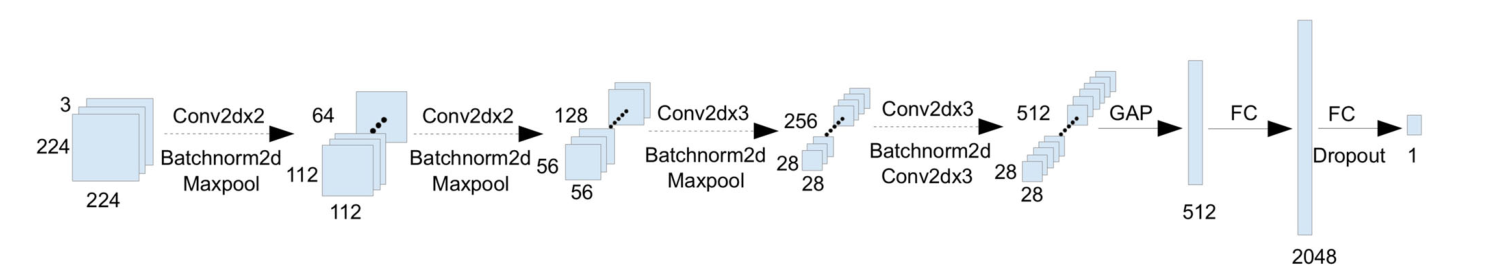 3
224
224
Conv2dx2
Batchnorm2d
Maxpool
64
112
112
Conv2dx2
Batchnorm2d
Maxpool
128
56
56
Conv2dx3
Batchnorm2d
Maxpool
256
28
28
Conv2dx3
Batchnorm2d
Conv2dx3
512
28
28
GAP
512
FC
2048
FC
Dropout
1